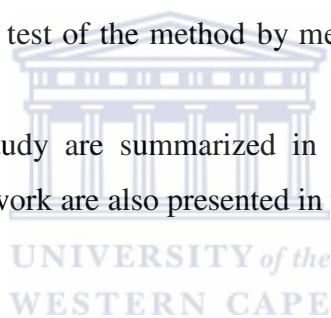 test of the method by me
udy are summarized in
work are also presented in
UNIVERSITY of the
WESTERN CAPE